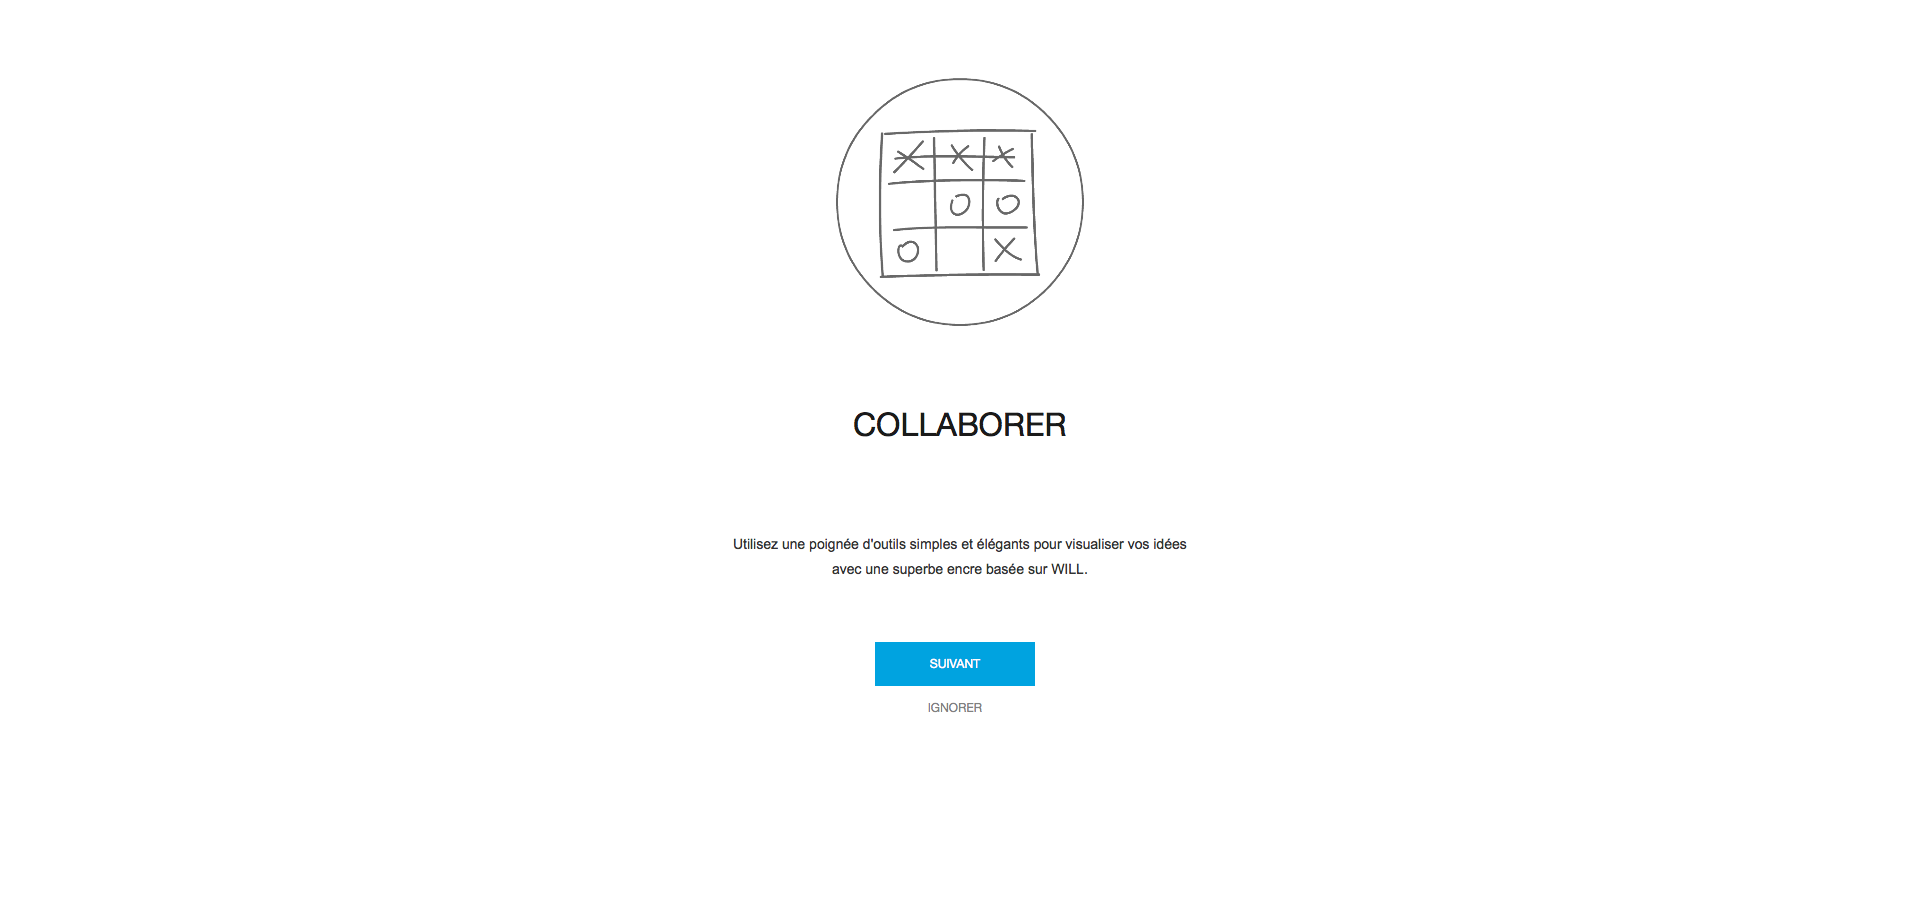 COLLABORER
Utilisez une poignée d'outils simples et élégants pour visualiser vos idées
avec une superbe encre basée sur WILL.
SUIVANT
IGNORER